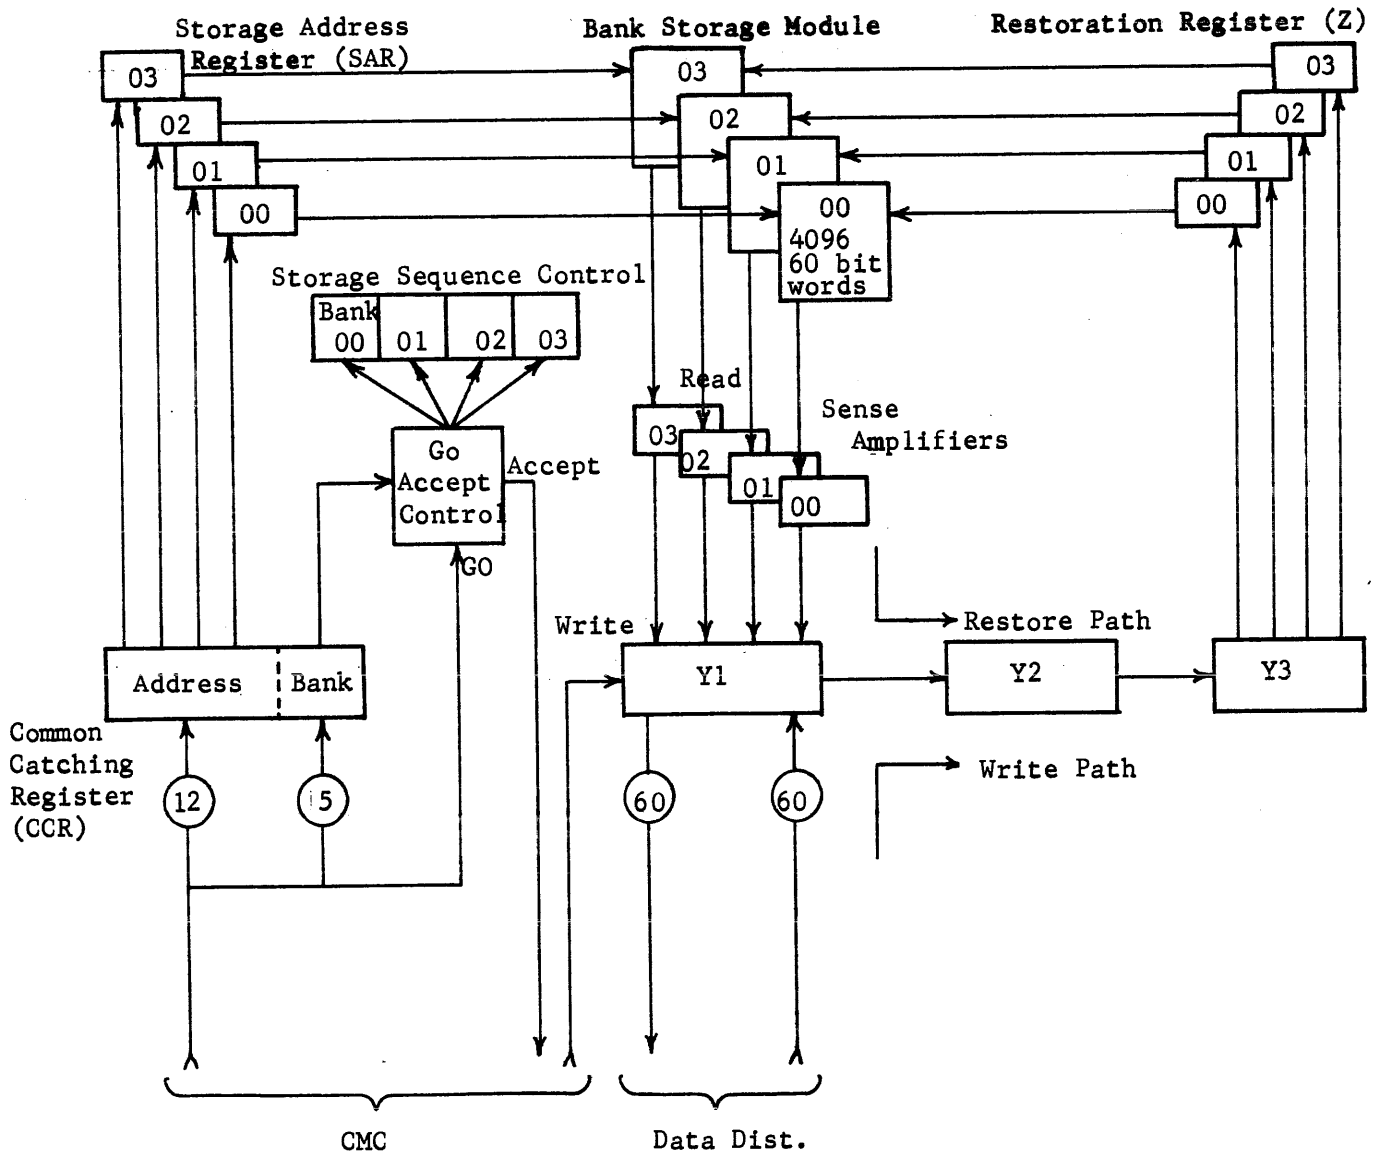 Storage Address
Register (SAR)
Bank Storage Module
Restoration Register (Z)
03
02
01
00
03
02
01
00
4096
60 bit
words
03
02
01
00
Storage Sequence Control
Bank
00
01
02
03
Read
Sense
Amplifiers
03
02
01
00
Go
Accept
Control
Accept
GO
Write
Restore Path
Address
Bank
Y1
Y2
Y3
Common
Catching
Register
(CCR)
12
5
60
60
Write Path
CMC
Data Dist.